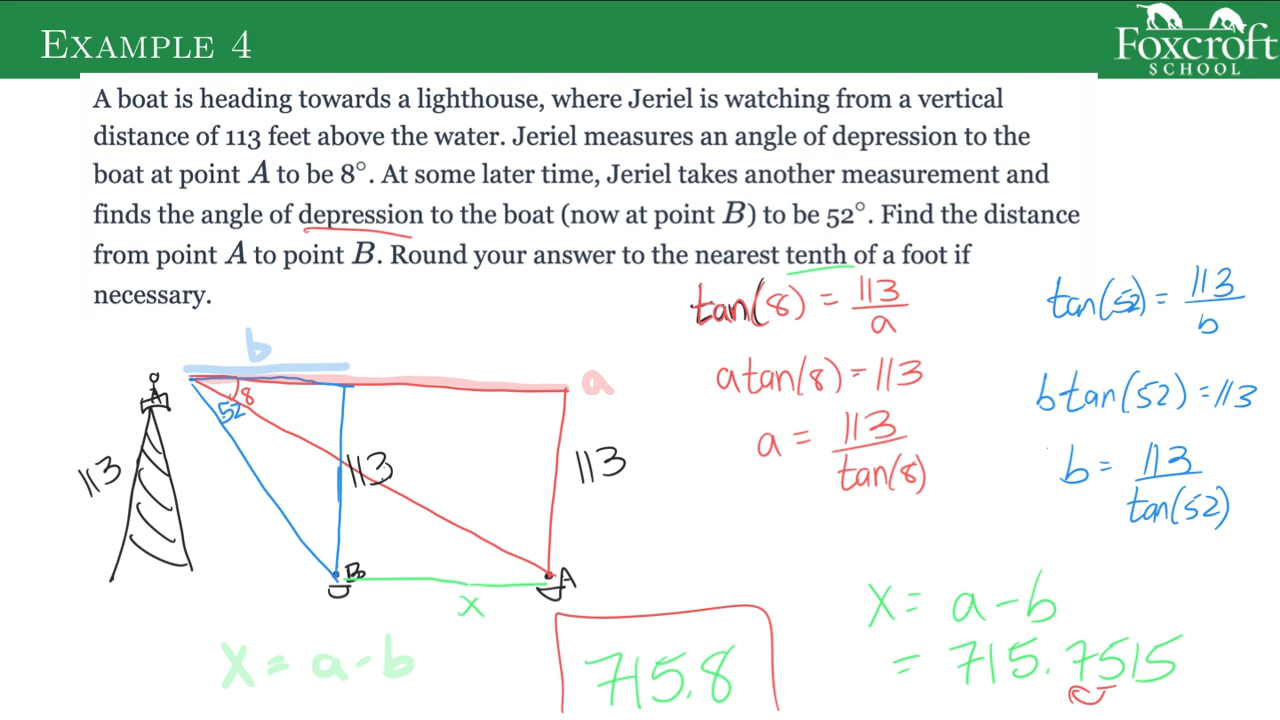 EXAMPLE 4
Foxcroft
SCHOOL
A boat is heading towards a lighthouse, where Jeriel is watching from a vertical
distance of 113 feet above the water. Jeriel measures an angle of depression to the
boat at point A to be 8°. At some later time, Jeriel takes another measurement and
finds the angle of depression to the boat (now at point B) to be 52°. Find the distance
from point A to point B. Round your answer to the nearest tenth of a foot if
necessary.
tan(8) = 113/a
a tan(8) = 113
a = 113/tan(8)
tan(52) = 113/b
b tan(52) = 113
b = 113/tan(52)
b
a
8
52
113
113
113
B
A
x
x = a - b
715.8
x = a - b
= 715.7515